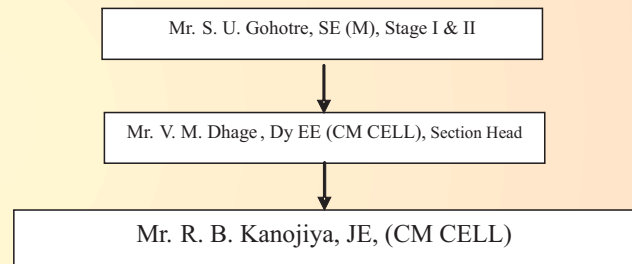 Mr. S. U. Gohotre, SE (M), Stage I & II
Mr. V. M. Dhage, Dy EE (CM CELL), Section Head
Mr. R. B. Kanojiya, JE, (CM CELL)